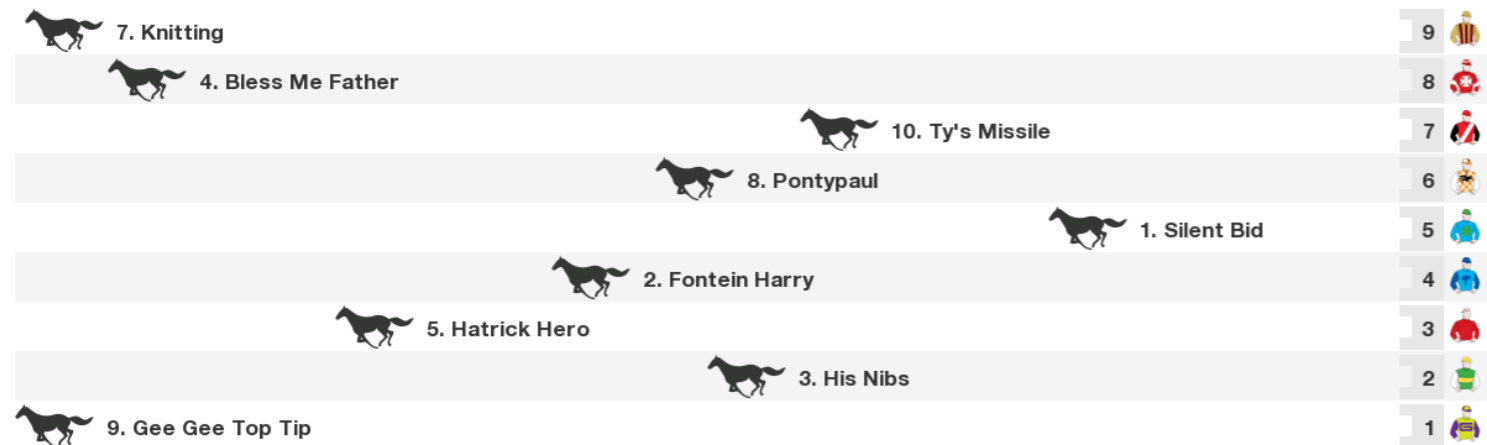 7. Knitting 9
4. Bless Me Father 8
10. Ty's Missile 7
8. Pontypaul 6
1. Silent Bid 5
2. Fontein Harry 4
5. Hatrick Hero 3
3. His Nibs 2
9. Gee Gee Top Tip 1